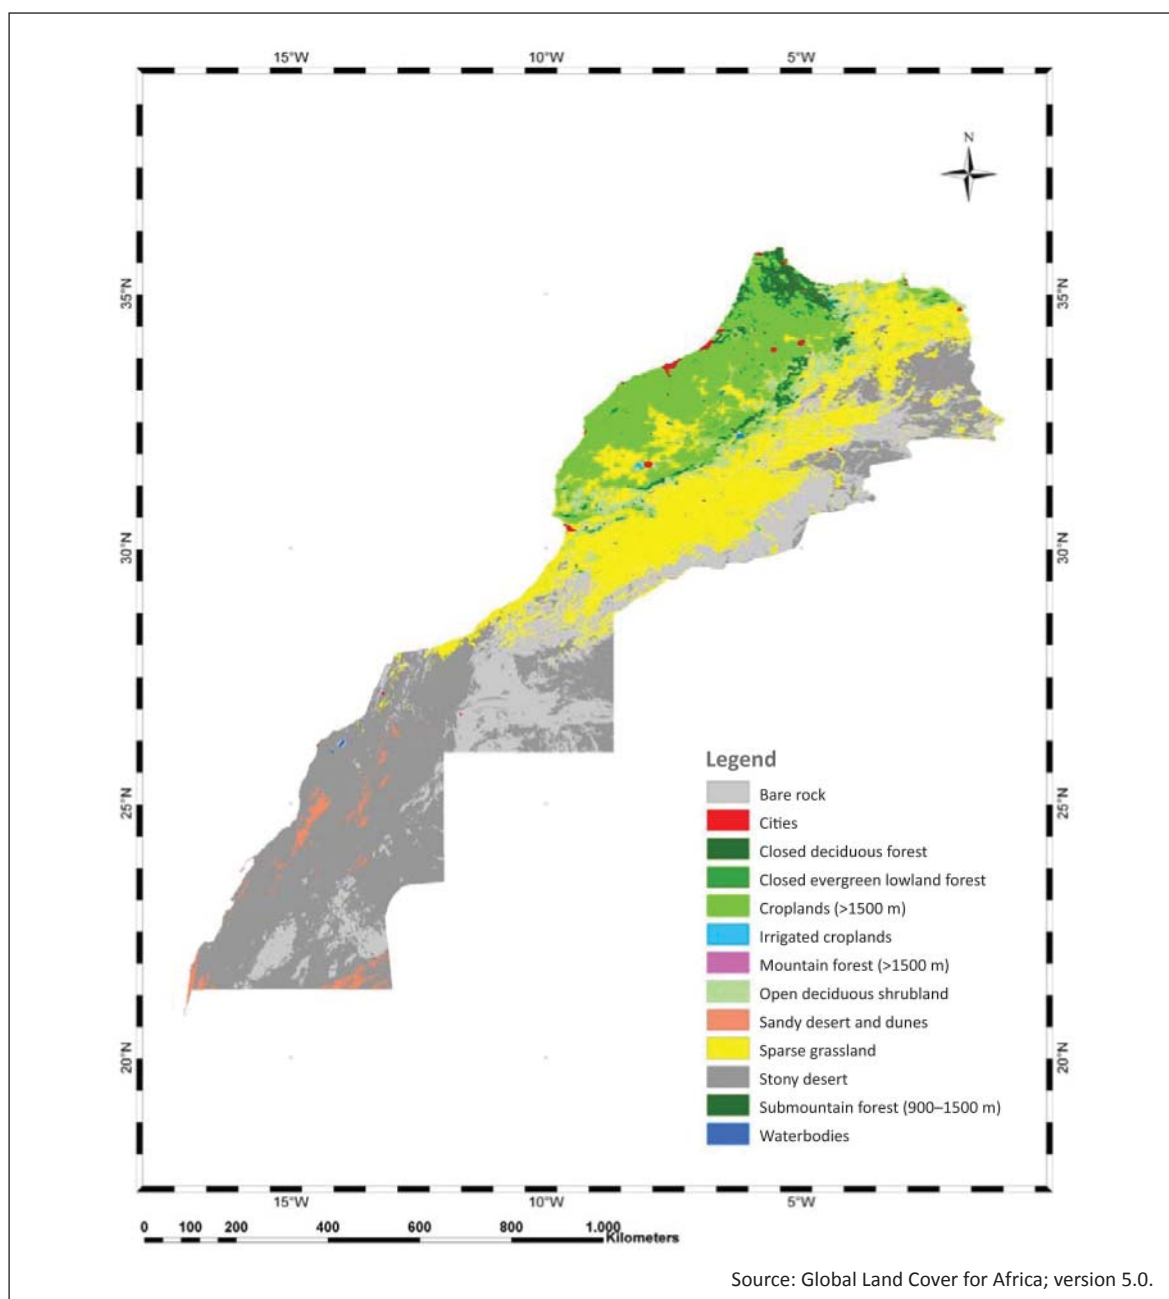 15°W 10°W 5°W
N
35°N 35°N
30°N 30°N
25°N 25°N
20°N 20°N
Legend
Bare rock
Cities
Closed deciduous forest
Closed evergreen lowland forest
Croplands (>1500 m)
Irrigated croplands
Mountain forest (>1500 m)
Open deciduous shrubland
Sandy desert and dunes
Sparse grassland
Stony desert
Submountain forest (900–1500 m)
Waterbodies
15°W 10°W 5°W
0 100 200 400 600 800 1.000
Kilometers
Source: Global Land Cover for Africa; version 5.0.